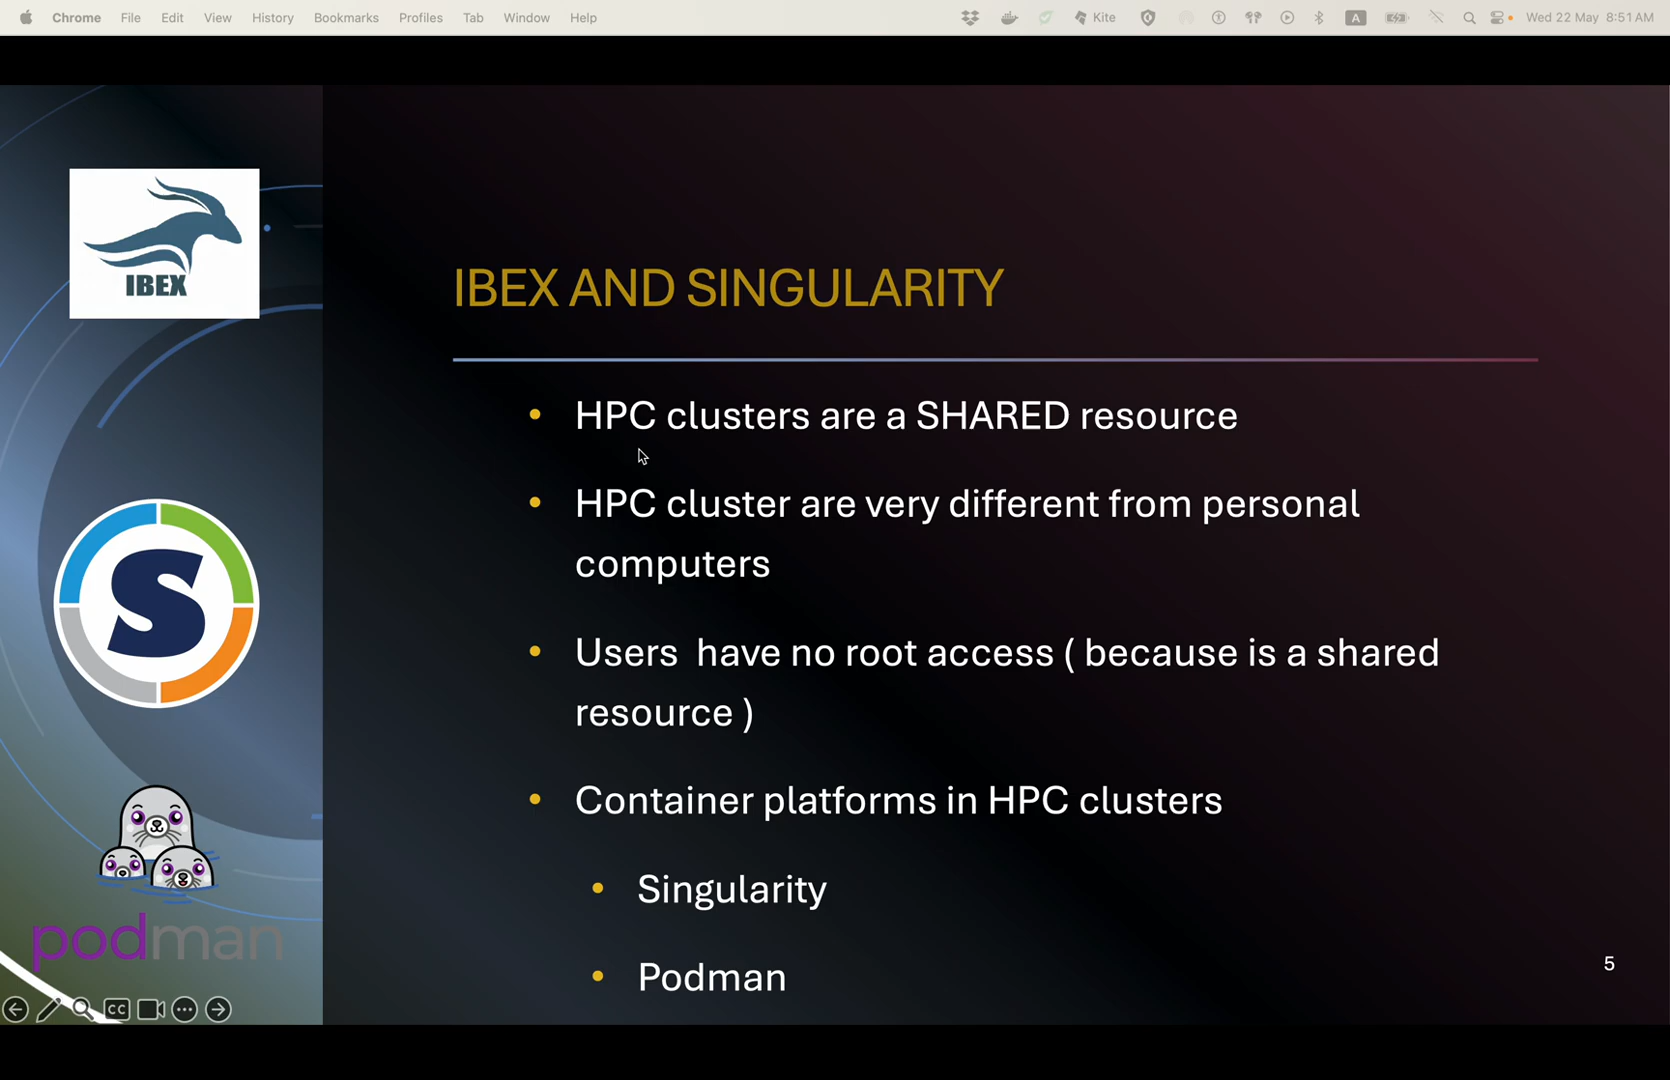 Chrome File Edit View History Bookmarks Profiles Tab Window Help Kite A Wed 22 May 8:51 AM
IBEX
IBEX AND SINGULARITY
• HPC clusters are a SHARED resource
• HPC cluster are very different from personal
computers
S
• Users have no root access ( because is a shared
resource )
• Container platforms in HPC clusters
• Singularity
podman
• Podman
5
CC